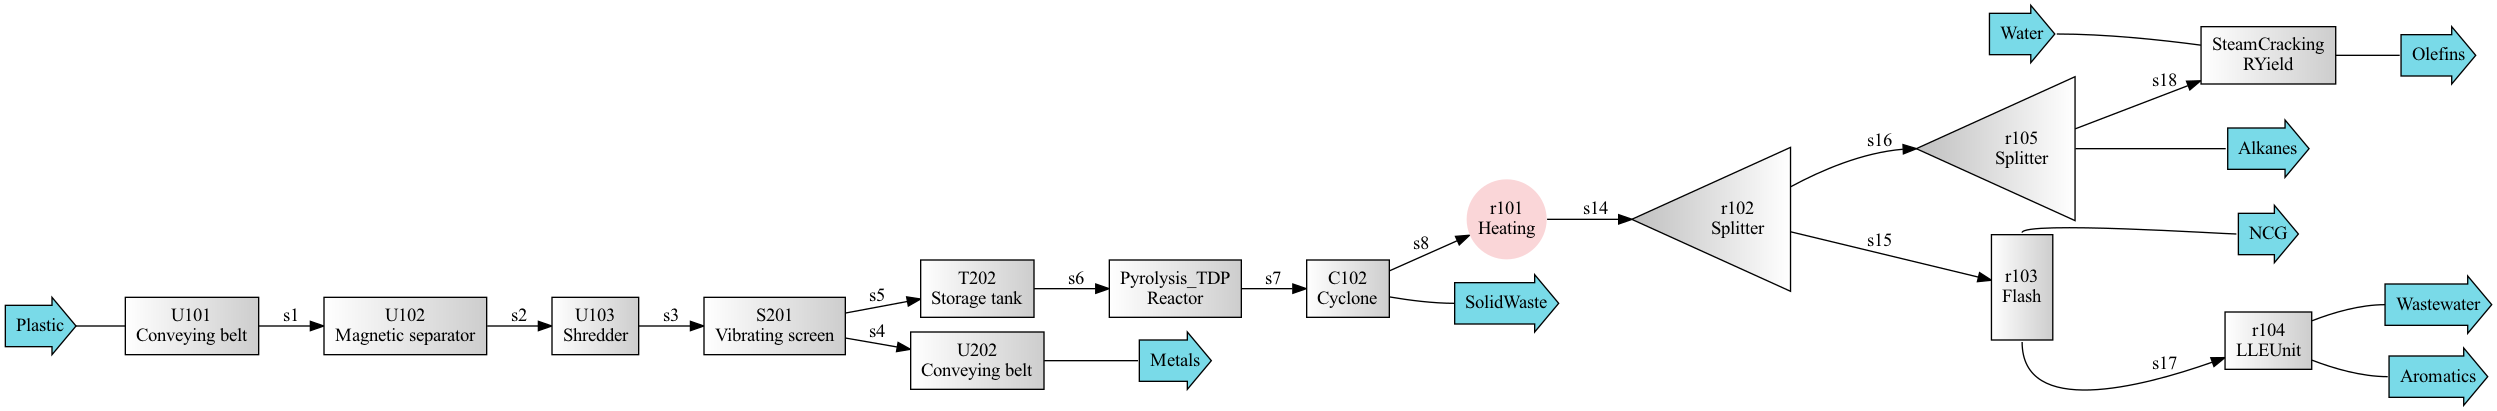 Plastic
U101
Conveying belt
s1
U102
Magnetic separator
s2
U103
Shredder
s3
S201
Vibrating screen
s5
s4
T202
Storage tank
U202
Conveying belt
s6
Metals
Pyrolysis_TDP
Reactor
s7
C102
Cyclone
s8
SolidWaste
r101
Heating
s14
r102
Splitter
s16
s15
r105
Splitter
r103
Flash
Water
s18
s17
SteamCracking
RYield
Alkanes
NCG
r104
LLEUnit
Olefins
Wastewater
Aromatics